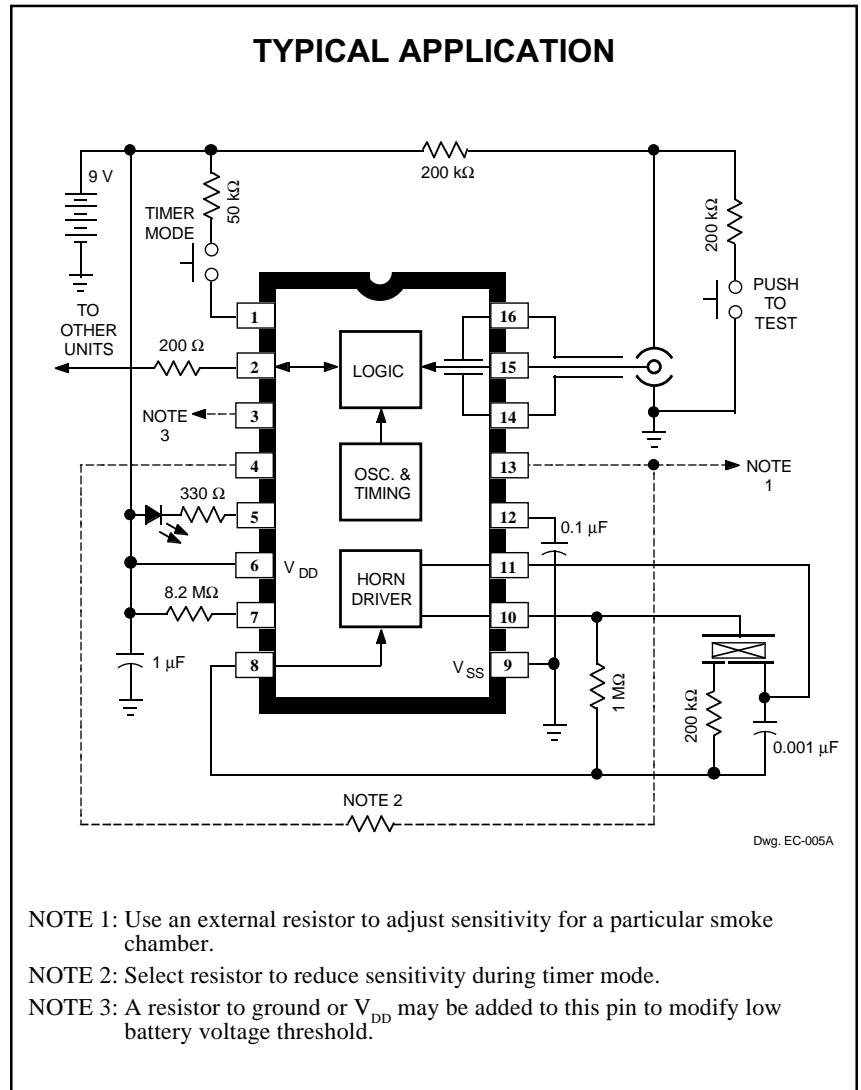 TYPICAL APPLICATION
9 V
TIMER
MODE
50 kΩ
200 kΩ
200 kΩ
PUSH
TO
TEST
TO
OTHER
UNITS
200 Ω
NOTE
3
330 Ω
8.2 MΩ
1 µF
1
2
3
4
5
6
7
8
V DD
LOGIC
OSC. &
TIMING
HORN
DRIVER
V SS
16
15
14
13
12
11
10
9
NOTE
1
0.1 µF
1 MΩ
200 kΩ
0.001 µF
NOTE 2
Dwg. EC-005A
NOTE 1: Use an external resistor to adjust sensitivity for a particular smoke
chamber.
NOTE 2: Select resistor to reduce sensitivity during timer mode.
NOTE 3: A resistor to ground or VDD may be added to this pin to modify low
battery voltage threshold.